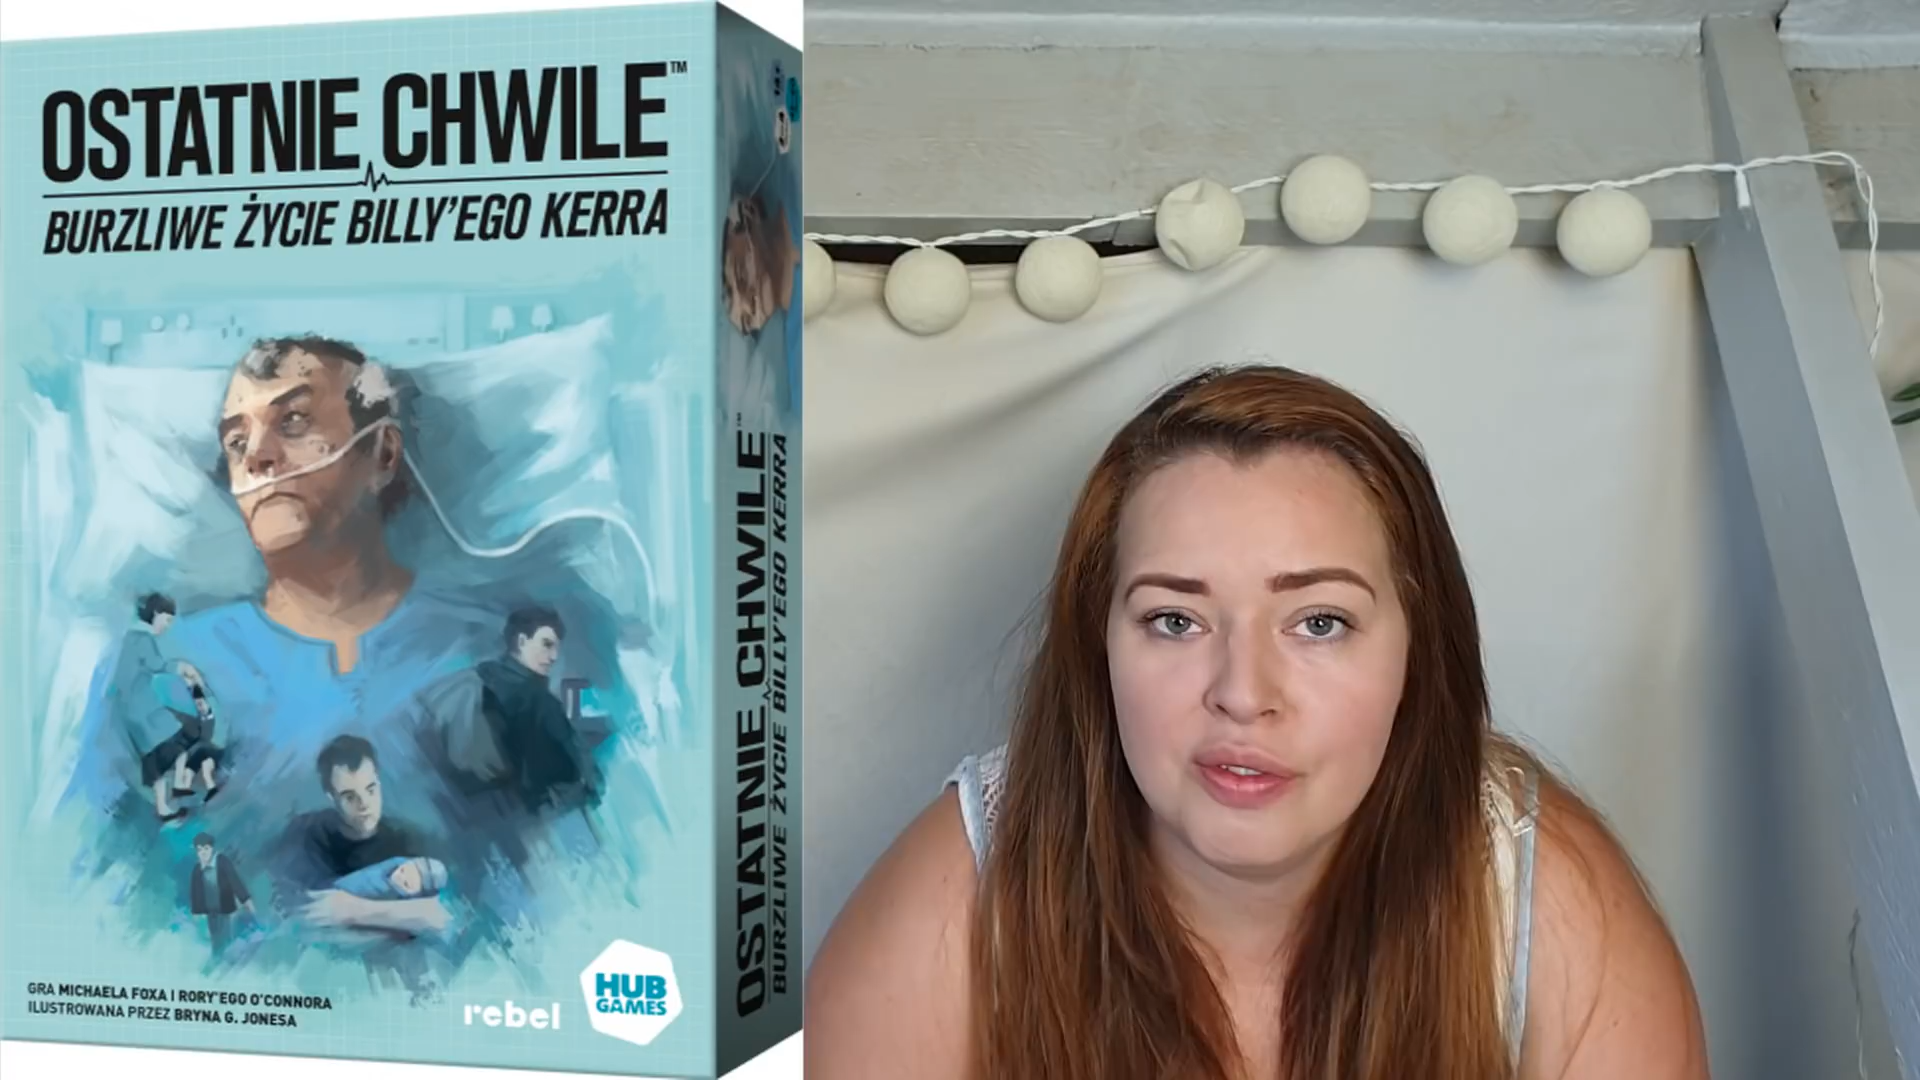 OSTATNIE CHWILE™
BURZLIWE ŻYCIE BILLY'EGO KERRA
GRA MICHAELA FOXA I RORY'EGO O'CONNORA
ILUSTROWANA PRZEZ BRYNA G. JONESA
rebel
HUB
GAMES
OSTATNIE CHWILE™
BURZLIWE ŻYCIE BILLY'EGO KERRA